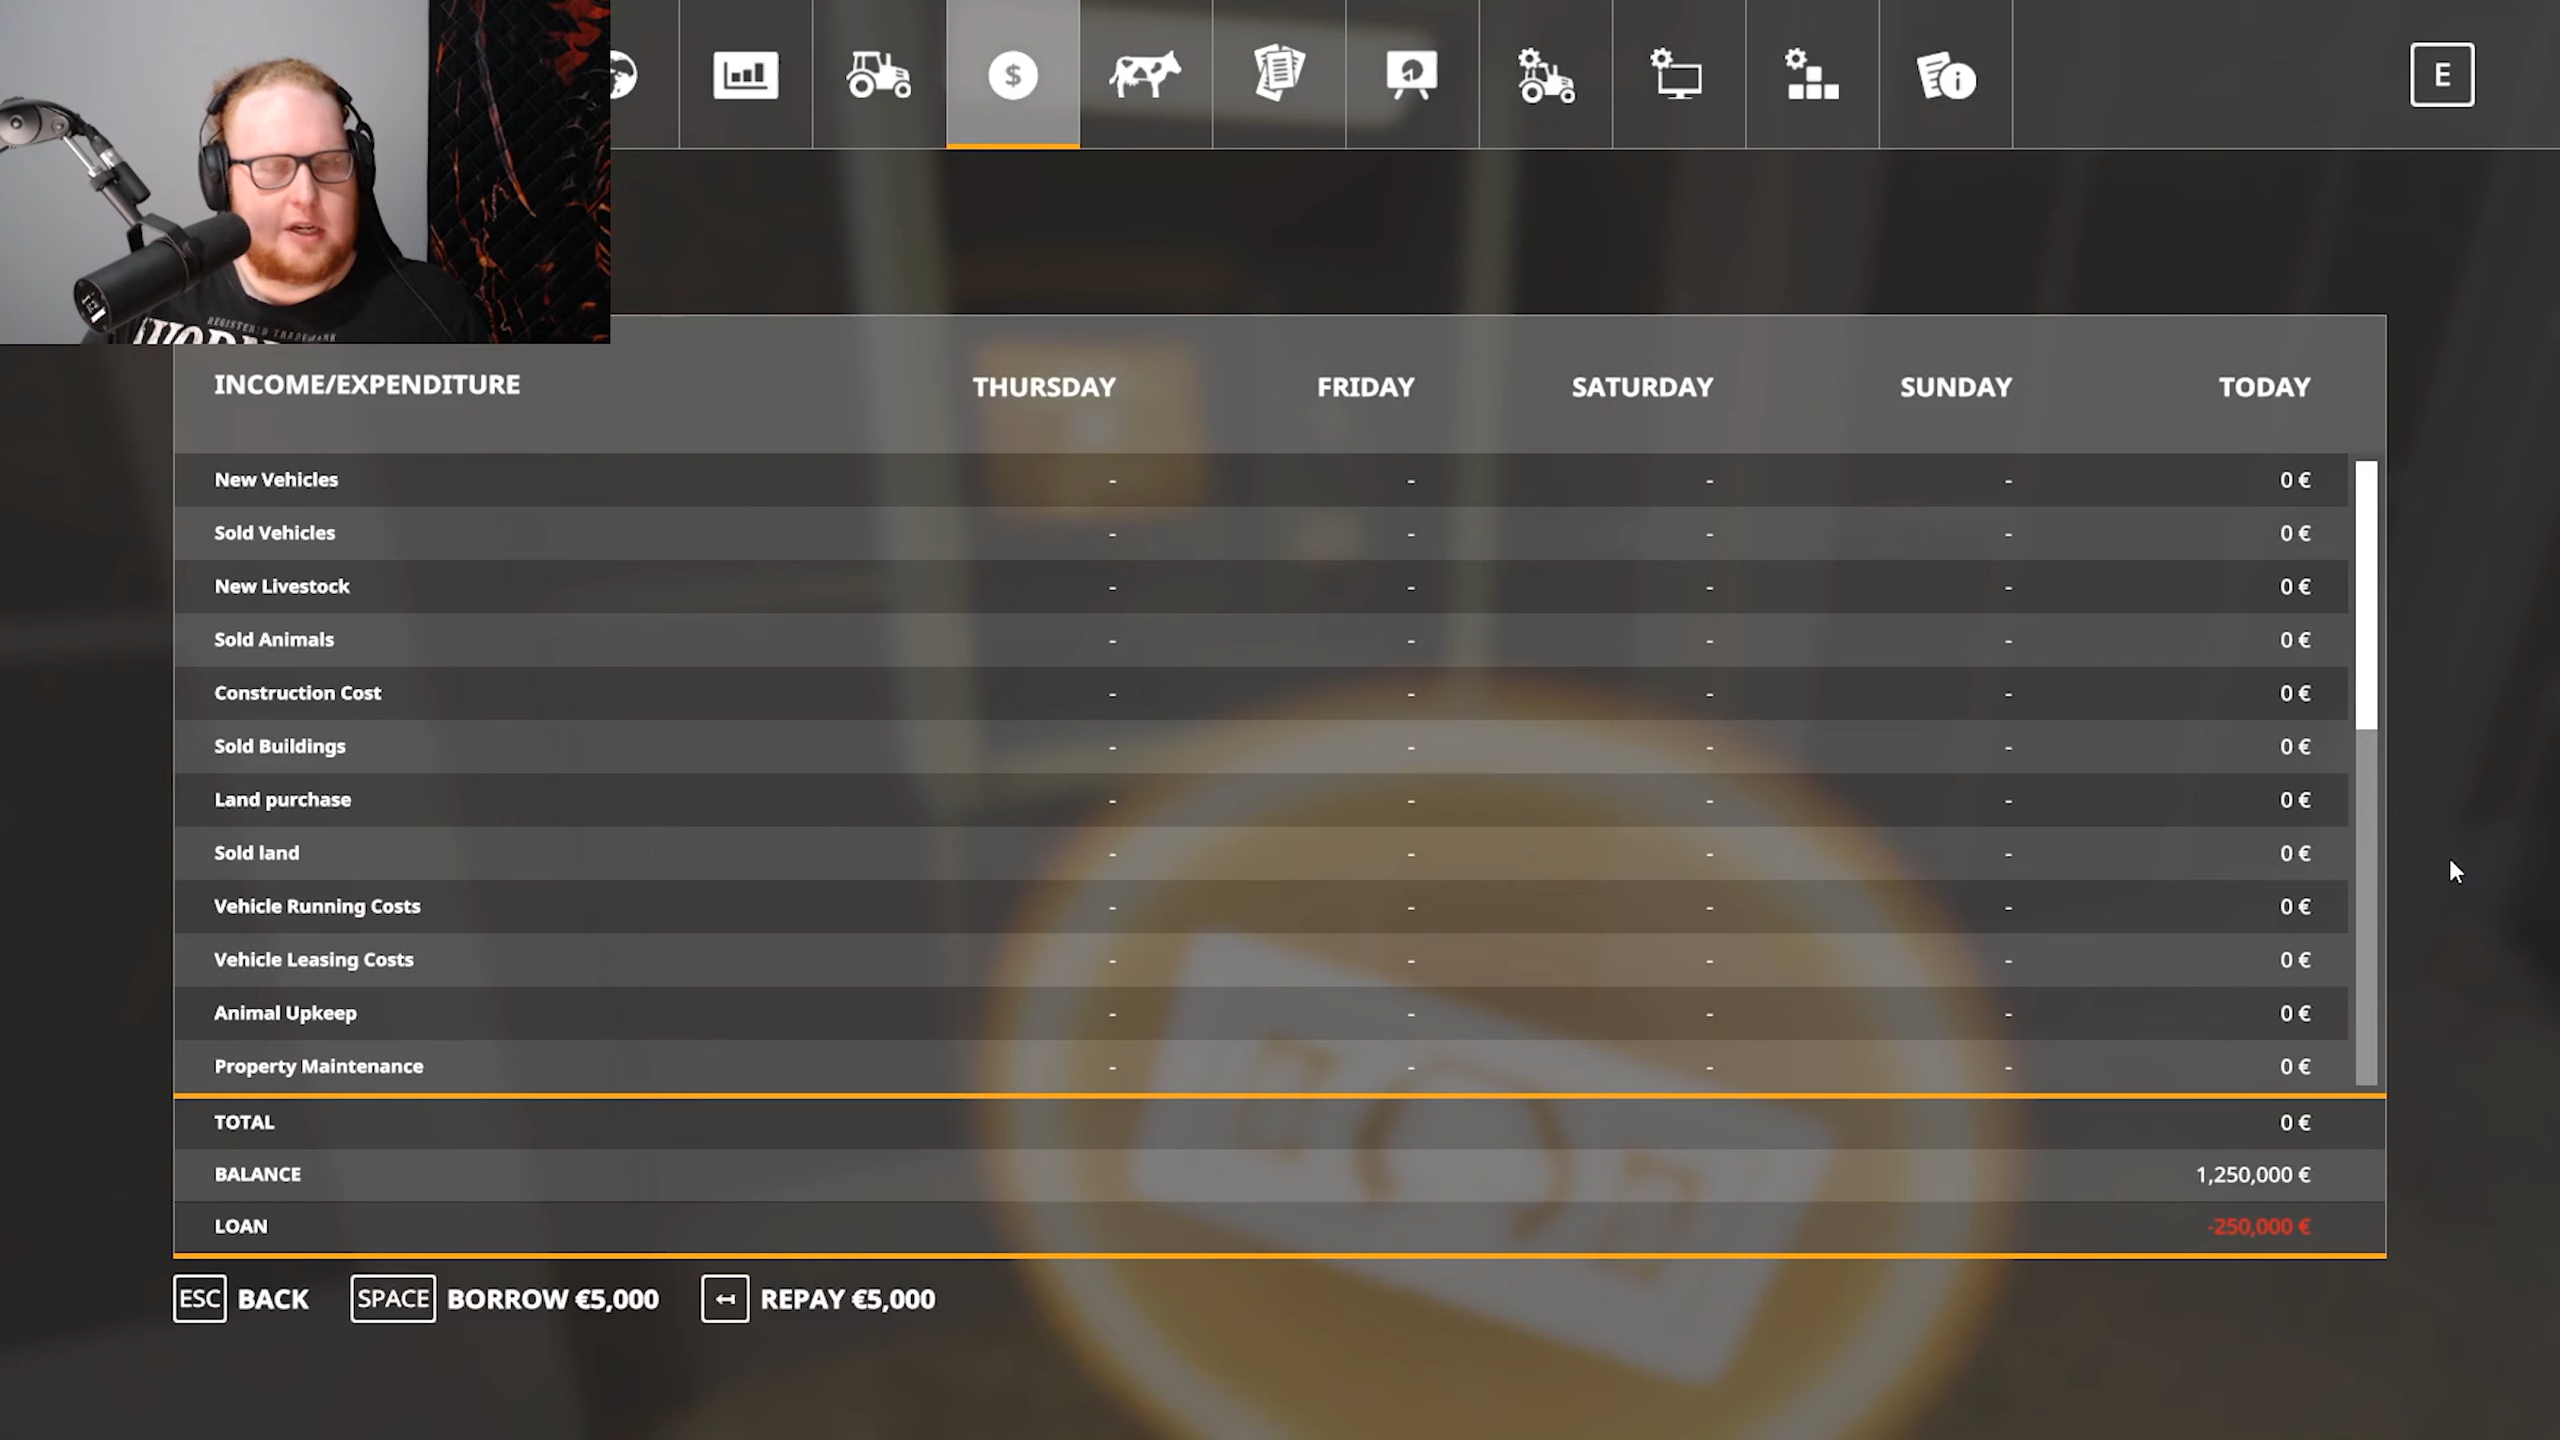 $
i
E
REGISTERED TRADEMARK
INCOME/EXPENDITURE THURSDAY FRIDAY SATURDAY SUNDAY TODAY
New Vehicles - - - - 0 €
Sold Vehicles - - - - 0 €
New Livestock - - - - 0 €
Sold Animals - - - - 0 €
Construction Cost - - - - 0 €
Sold Buildings - - - - 0 €
Land purchase - - - - 0 €
Sold land - - - - 0 €
Vehicle Running Costs - - - - 0 €
Vehicle Leasing Costs - - - - 0 €
Animal Upkeep - - - - 0 €
Property Maintenance - - - - 0 €
TOTAL 0 €
BALANCE 1,250,000 €
LOAN -250,000 €
ESC BACK SPACE BORROW €5,000 REPAY €5,000